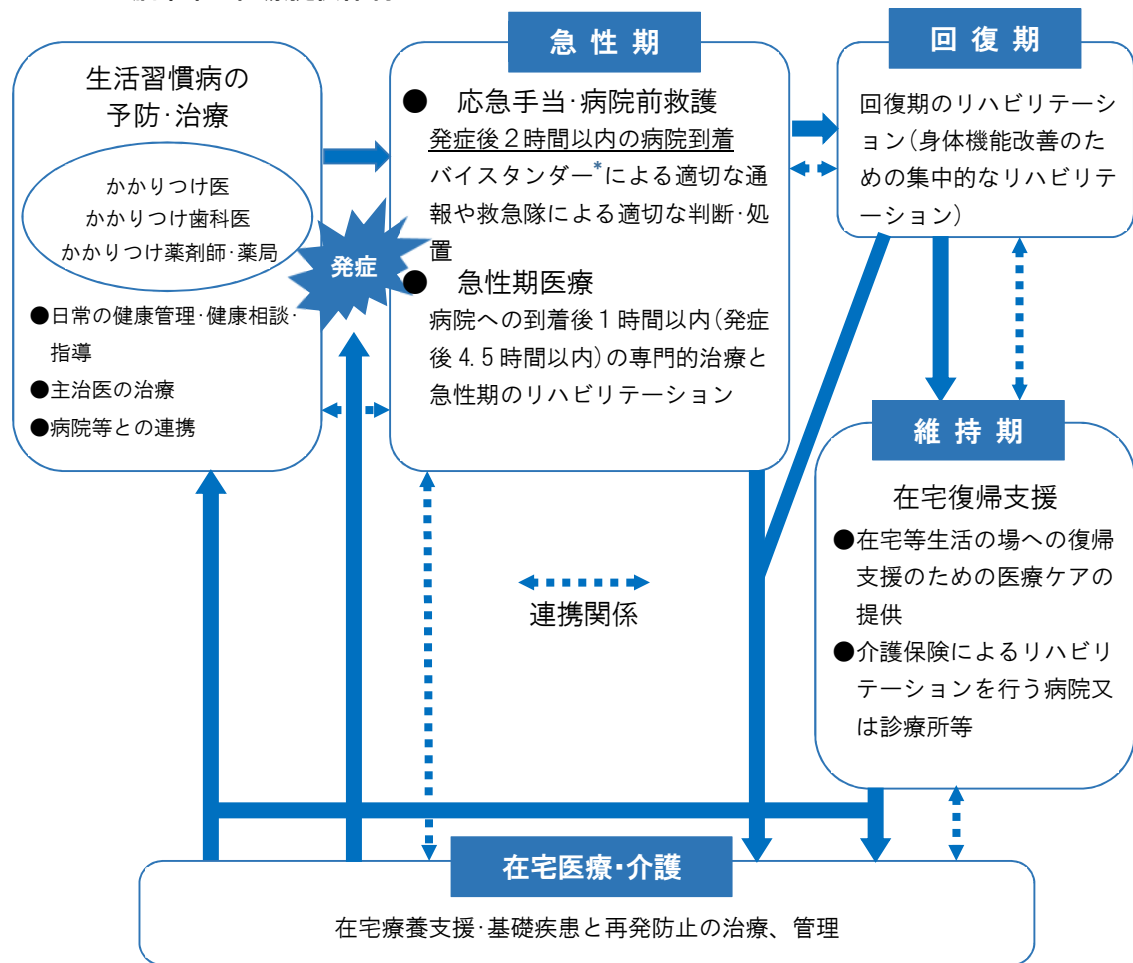 生活習慣病の
予防・治療
かかりつけ医
かかりつけ歯科医
かかりつけ薬剤師・薬局
●日常の健康管理・健康相談・
指導
●主治医の治療
●病院等との連携
発症
急性期
● 応急手当・病院前救護
発症後2時間以内の病院到着
バイスタンダー*による適切な通
報や救急隊による適切な判断・処
置
● 急性期医療
病院への到着後1時間以内(発症
後4.5時間以内)の専門的治療と
急性期のリハビリテーション
回復期
回復期のリハビリテーシ
ョン(身体機能改善のた
めの集中的なリハビリテ
ーション)
維持期
在宅復帰支援
●在宅等生活の場への復帰
支援のための医療ケアの
提供
●介護保険によるリハビリ
テーションを行う病院又
は診療所等
連携関係
在宅医療・介護
在宅療養支援・基礎疾患と再発防止の治療、管理